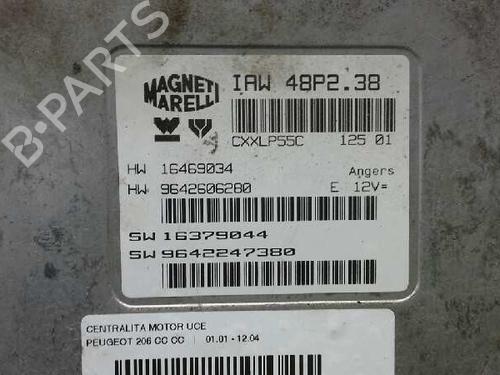 MAGNETI
MARELLI
IAW 48P2.38
CXXLP55C 125 01
HW 16469034 Angers
HW 9642606280 E 12V=
SW 16379044
SW 9642247380
CENTRALITA MOTOR UCE
PEUGEOT 206 CC CC | 01.01 - 12.04
B-PARTS